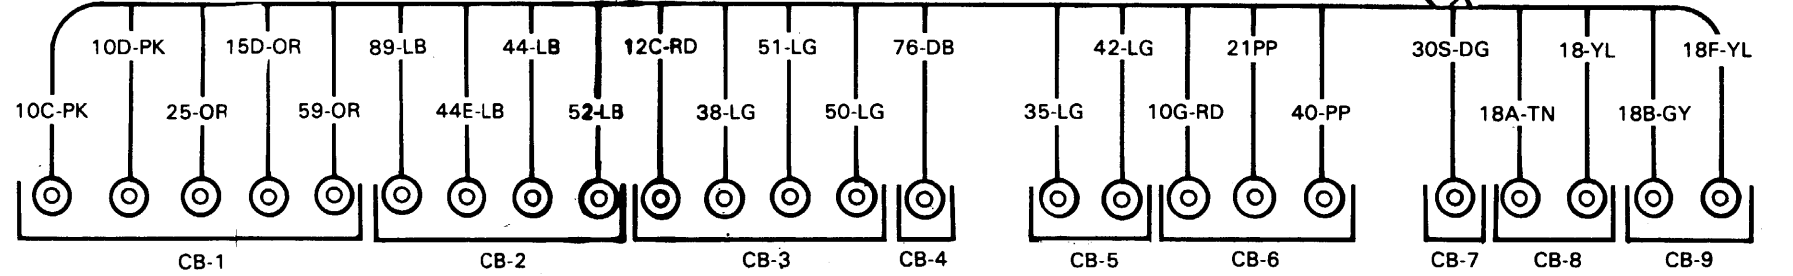 10D-PK 15D-OR 89-LB 44-LB 12C-RD 51-LG 76-DB 42-LG 21PP 30S-DG 18-YL 18F-YL
10C-PK 25-OR 59-OR 44E-LB 52-LB 38-LG 50-LG 35-LG 10G-RD 40-PP 18A-TN 18B-GY
CB-1 CB-2 CB-3 CB-4 CB-5 CB-6 CB-7 CB-8 CB-9